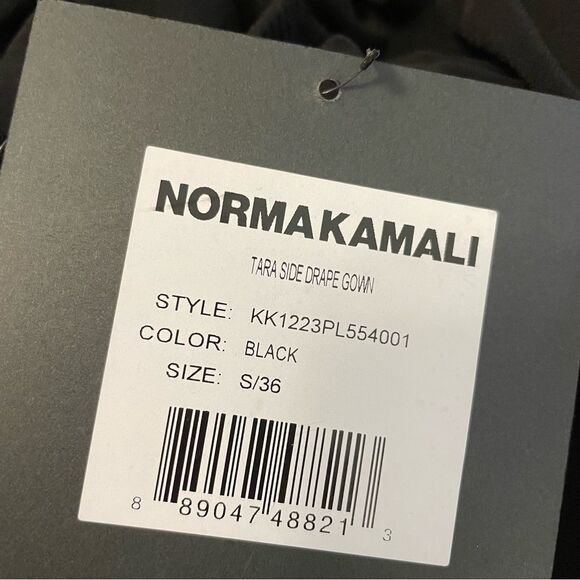 NORMA KAMALI
TARA SIDE DRAPE GOWN
STYLE: KK1223PL554001
COLOR: BLACK
SIZE: S/36
8 89047 48821 3